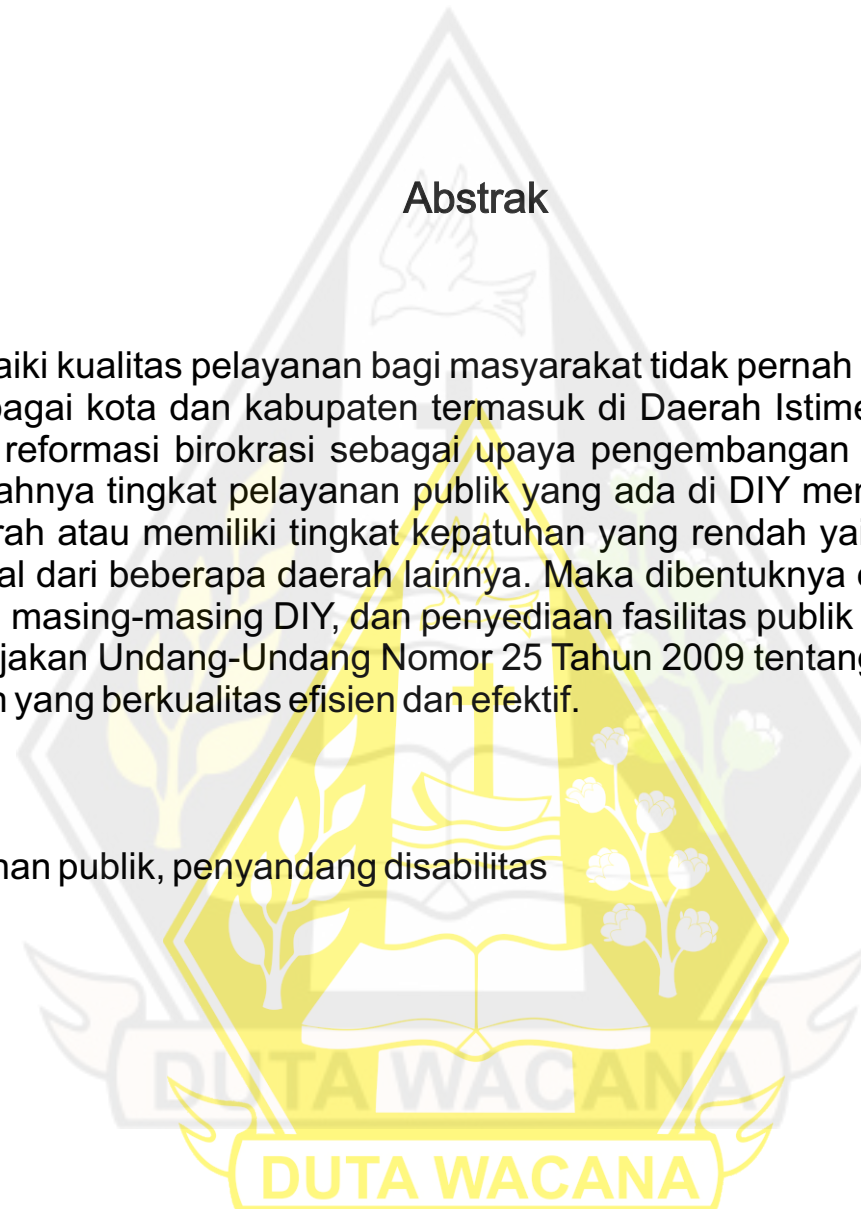 Abstrak
aiki kualitas pelayanan bagi masyarakat tidak pernah
bagai kota dan kabupaten termasuk di Daerah Istime
reformasi birokrasi sebagai upaya pengembangan
ahnya tingkat pelayanan publik yang ada di DIY men
rah atau memiliki tingkat kepatuhan yang rendah yai
al dari beberapa daerah lainnya. Maka dibentuknya
masing-masing DIY, dan penyediaan fasilitas publik
jakan Undang-Undang Nomor 25 Tahun 2009 tentang
n yang berkualitas efisien dan efektif.
nan publik, penyandang disabilitas
DUTA WACANA
DUTA WACANA